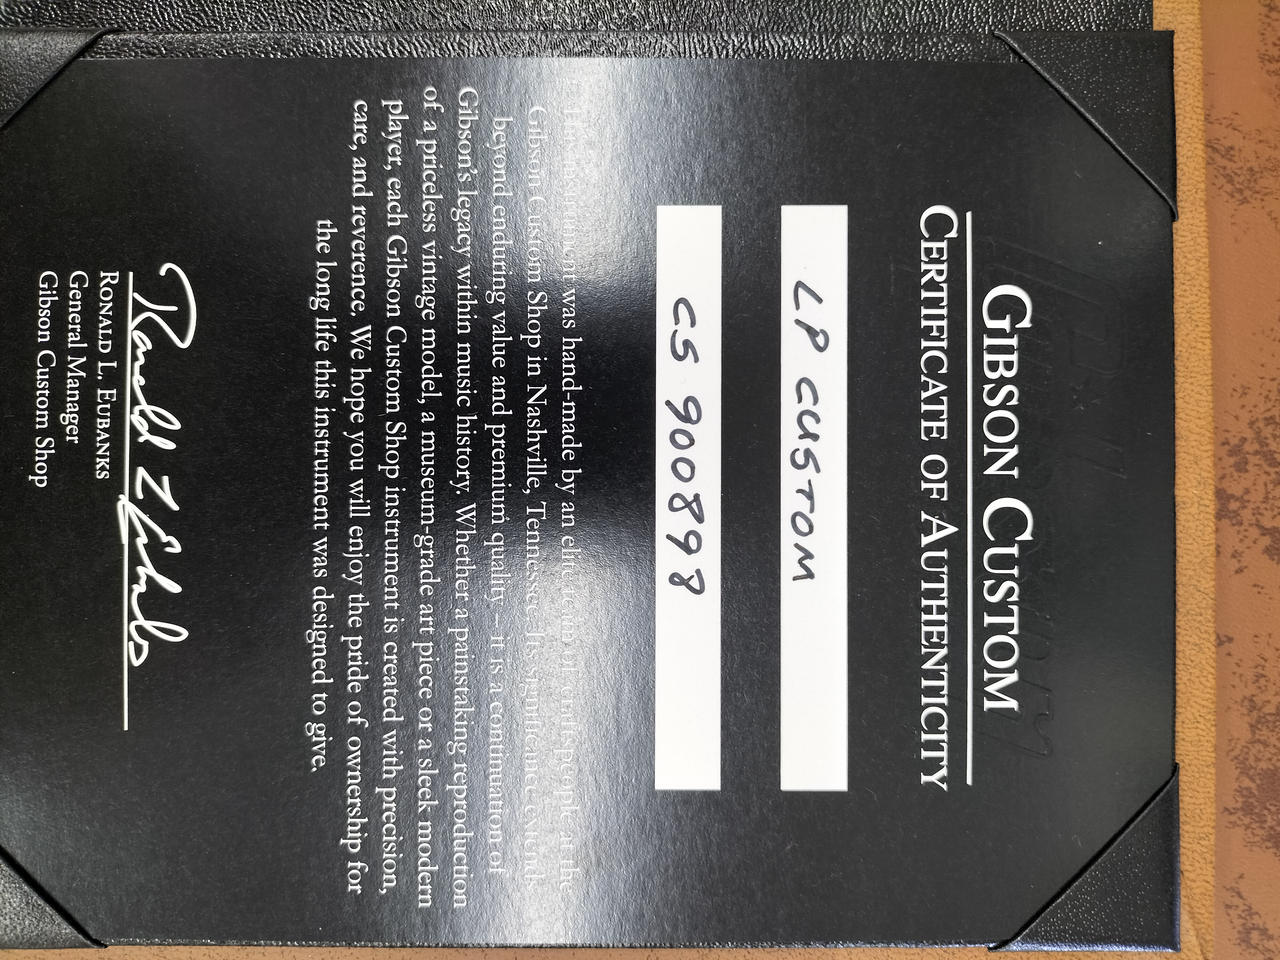 GIBSON CUSTOM
CERTIFICATE OF AUTHENTICITY
LP CUSTOM
CS 900898
This instrument was hand-made by an elite team of craftspeople at the
Gibson Custom Shop in Nashville, Tennessee. Its significance extends
beyond enduring value and premium quality – it is a continuation of
Gibson's legacy within music history. Whether a painstaking reproduction
of a priceless vintage model, a museum-grade art piece or a sleek modern
player, each Gibson Custom Shop instrument is created with precision,
care, and reverence. We hope you will enjoy the pride of ownership for
the long life this instrument was designed to give.
RONALD L. EUBANKS
General Manager
Gibson Custom Shop